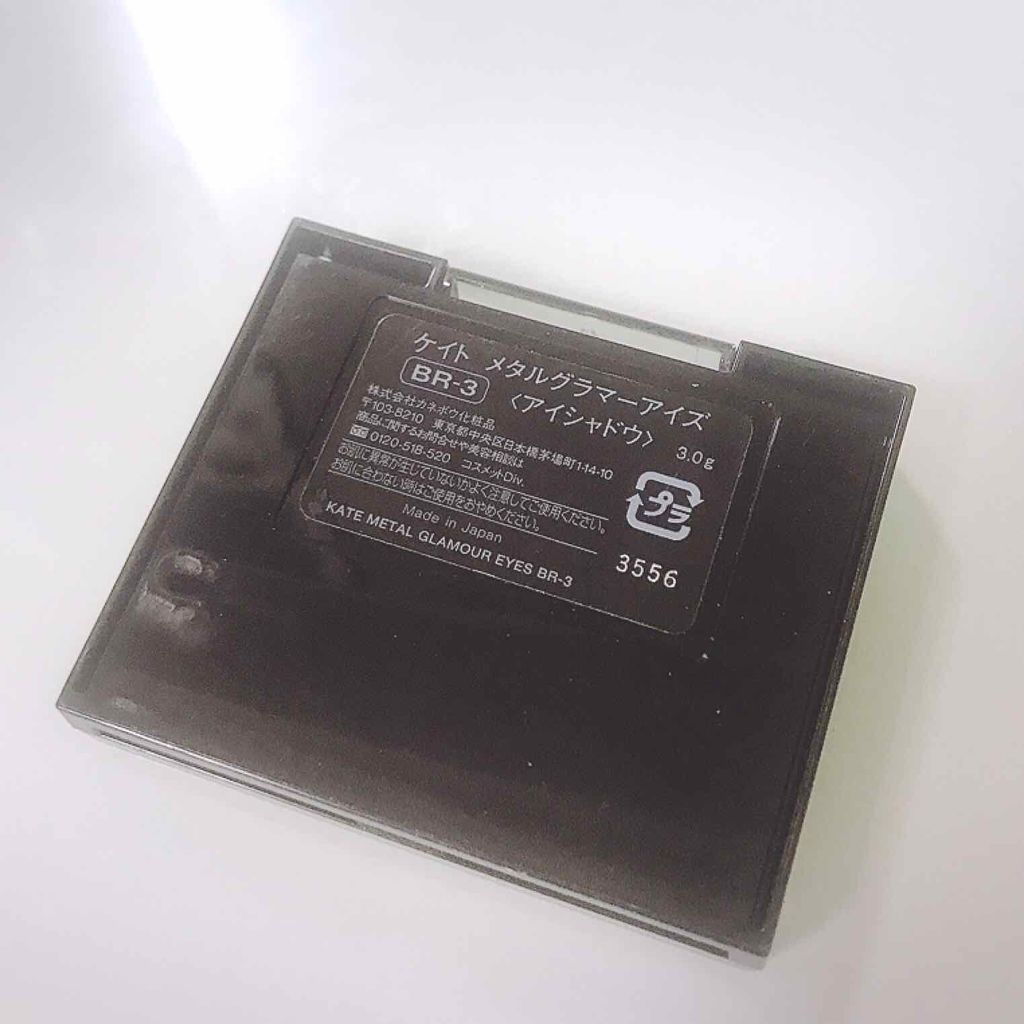 ケイト メタルグラマーアイズ
BR-3 〈アイシャドウ〉 3.0g
株式会社カネボウ化粧品
〒103-8210 東京都中央区日本橋茅場町1-14-10
商品に関するお問合せや美容相談は
0120-518-520 コスメットDiv.
お肌に異常が生じていないかよく注意してご使用ください。
お肌に合わない時はご使用をおやめください。
Made in Japan
KATE METAL GLAMOUR EYES BR-3
プラ
3556